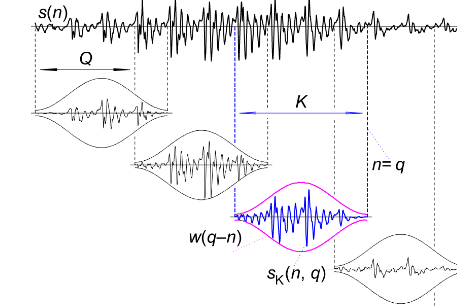 s(n)
Q
K
n= q
w(q–n)
sK(n, q)